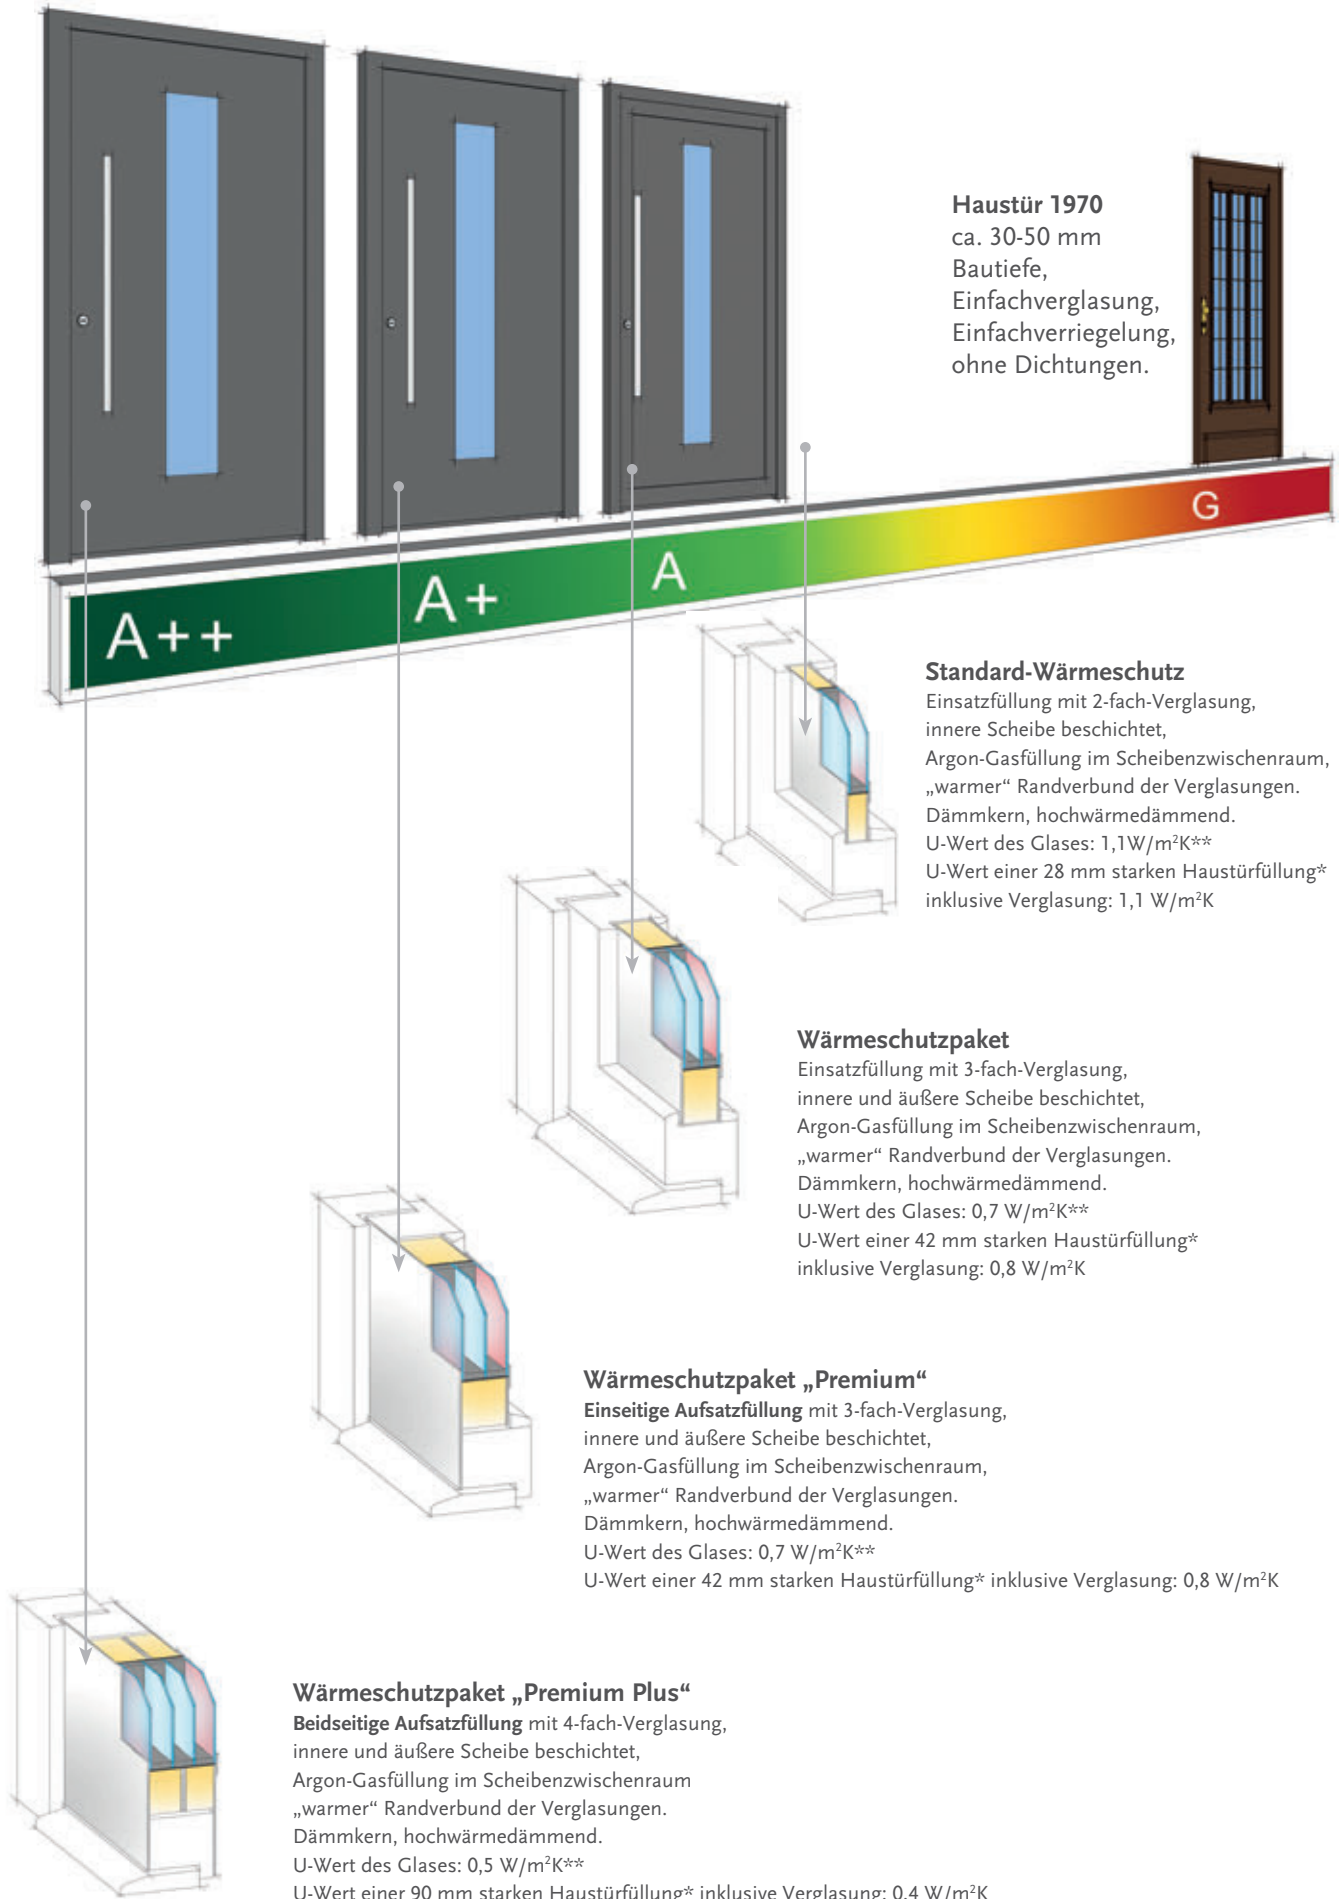 Haustür 1970
ca. 30-50 mm
Bautiefe,
Einfachverglasung,
Einfachverriegelung,
ohne Dichtungen.
G
A
A+
A++
Standard-Wärmeschutz
Einsatzfüllung mit 2-fach-Verglasung,
innere Scheibe beschichtet,
Argon-Gasfüllung im Scheibenzwischenraum,
„warmer“ Randverbund der Verglasungen.
Dämmkern, hochwärmedämmend.
U-Wert des Glases: 1,1W/m²K**
U-Wert einer 28 mm starken Haustürfüllung*
inklusive Verglasung: 1,1 W/m²K
Wärmeschutzpaket
Einsatzfüllung mit 3-fach-Verglasung,
innere und äußere Scheibe beschichtet,
Argon-Gasfüllung im Scheibenzwischenraum,
„warmer“ Randverbund der Verglasungen.
Dämmkern, hochwärmedämmend.
U-Wert des Glases: 0,7 W/m²K**
U-Wert einer 42 mm starken Haustürfüllung*
inklusive Verglasung: 0,8 W/m²K
Wärmeschutzpaket „Premium“
Einseitige Aufsatzfüllung mit 3-fach-Verglasung,
innere und äußere Scheibe beschichtet,
Argon-Gasfüllung im Scheibenzwischenraum,
„warmer“ Randverbund der Verglasungen.
Dämmkern, hochwärmedämmend.
U-Wert des Glases: 0,7 W/m²K**
U-Wert einer 42 mm starken Haustürfüllung* inklusive Verglasung: 0,8 W/m²K
Wärmeschutzpaket „Premium Plus“
Beidseitige Aufsatzfüllung mit 4-fach-Verglasung,
innere und äußere Scheibe beschichtet,
Argon-Gasfüllung im Scheibenzwischenraum
„warmer“ Randverbund der Verglasungen.
Dämmkern, hochwärmedämmend.
U-Wert des Glases: 0,5 W/m²K**
U-Wert einer 90 mm starken Haustürfüllung* inklusive Verglasung: 0,4 W/m²K